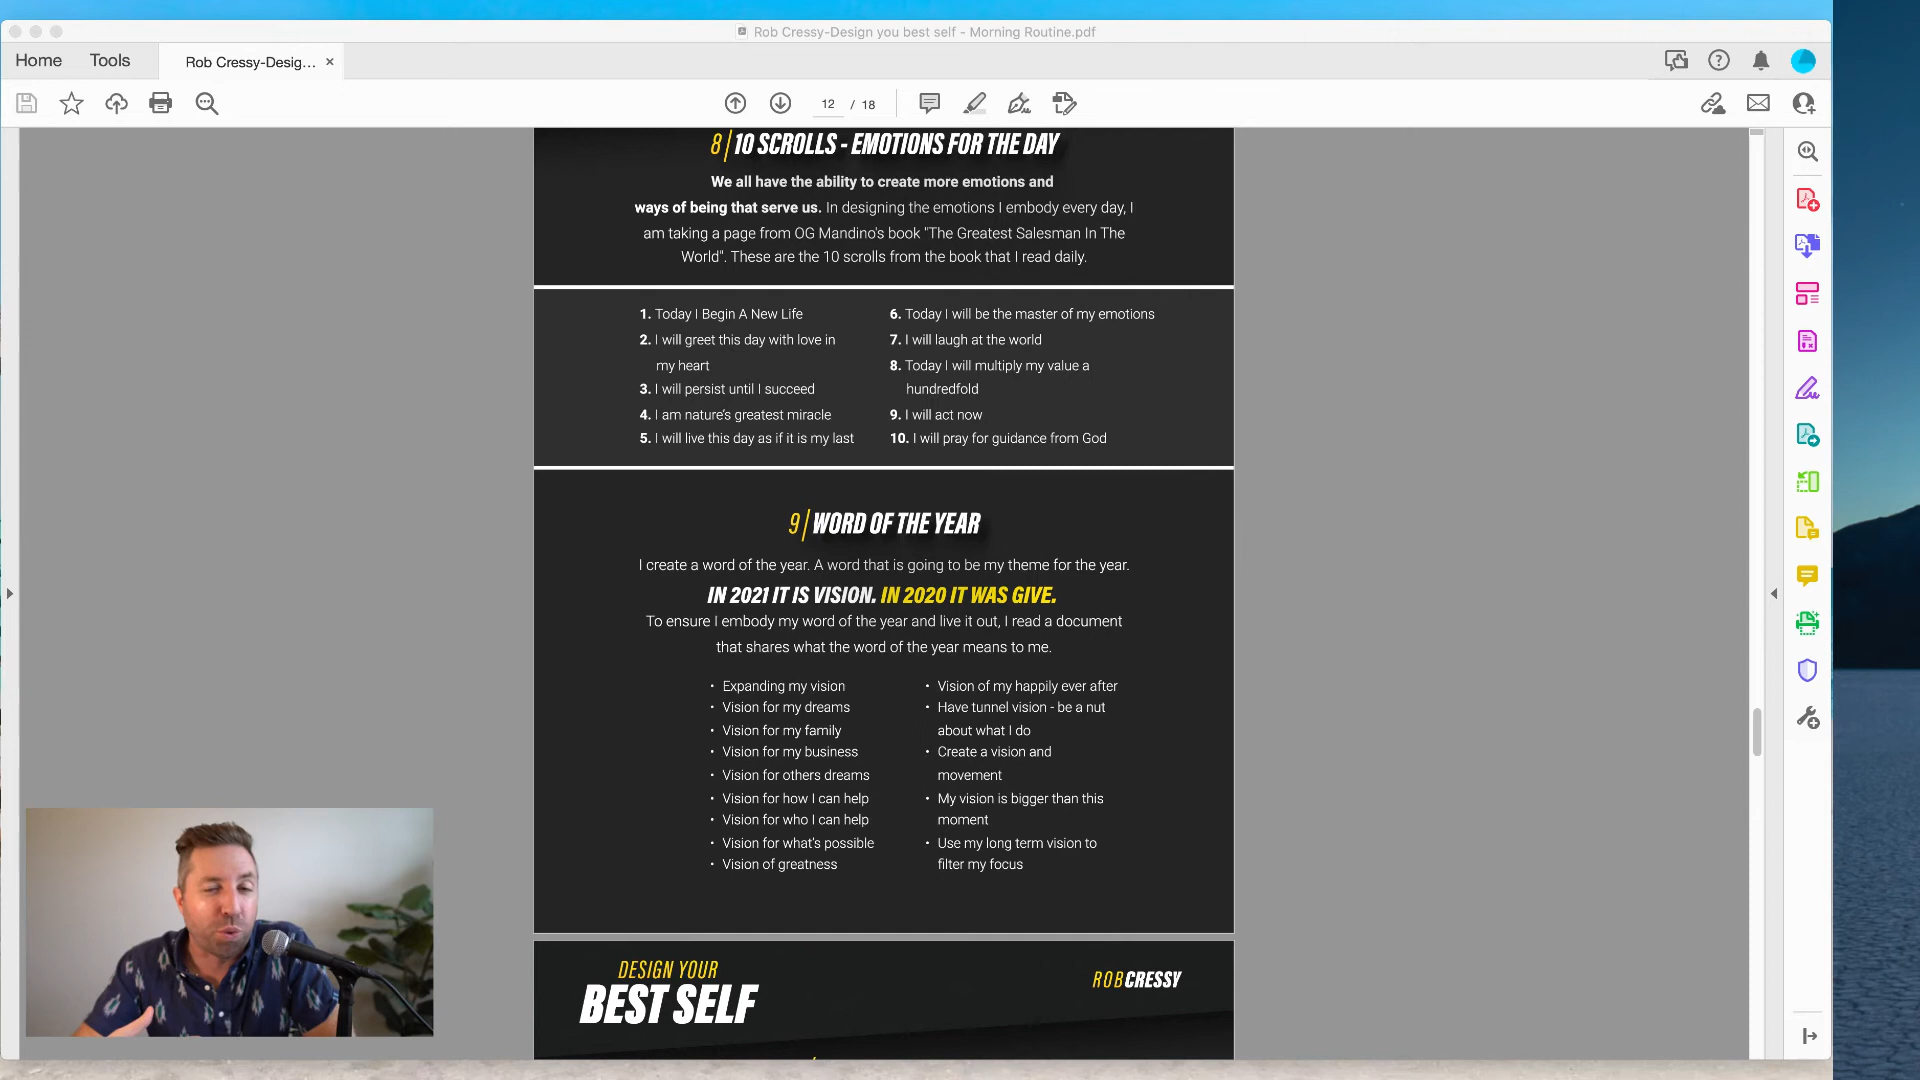 Rob Cressy-Design you best self - Morning Routine.pdf
Home
Tools
Rob Cressy-Desig... ×
12 / 18
8| 10 SCROLLS - EMOTIONS FOR THE DAY
We all have the ability to create more emotions and
ways of being that serve us. In designing the emotions I embody every day, I
am taking a page from OG Mandino's book "The Greatest Salesman In The
World". These are the 10 scrolls from the book that I read daily.
1. Today I Begin A New Life
2. I will greet this day with love in
my heart
3. I will persist until I succeed
4. I am nature's greatest miracle
5. I will live this day as if it is my last
6. Today I will be the master of my emotions
7. I will laugh at the world
8. Today I will multiply my value a
hundredfold
9. I will act now
10. I will pray for guidance from God
9| WORD OF THE YEAR
I create a word of the year. A word that is going to be my theme for the year.
IN 2021 IT IS VISION. IN 2020 IT WAS GIVE.
To ensure I embody my word of the year and live it out, I read a document
that shares what the word of the year means to me.
• Expanding my vision
• Vision for my dreams
• Vision for my family
• Vision for my business
• Vision for others dreams
• Vision for how I can help
• Vision for who I can help
• Vision for what's possible
• Vision of greatness
• Vision of my happily ever after
• Have tunnel vision - be a nut
about what I do
• Create a vision and
movement
• My vision is bigger than this
moment
• Use my long term vision to
filter my focus
DESIGN YOUR
BEST SELF
ROBCRESSY